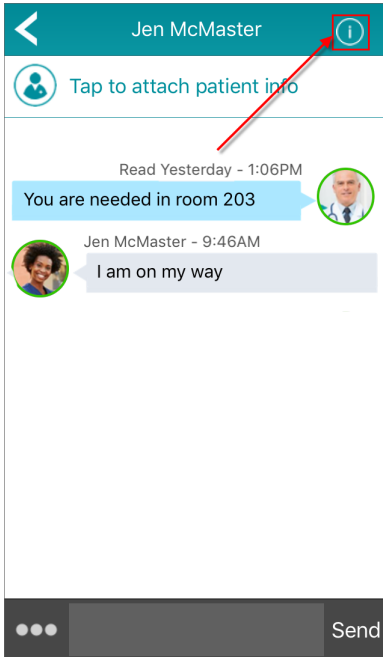 Jen McMaster
Tap to attach patient info
Read Yesterday - 1:06PM
You are needed in room 203
Jen McMaster - 9:46AM
I am on my way
Send